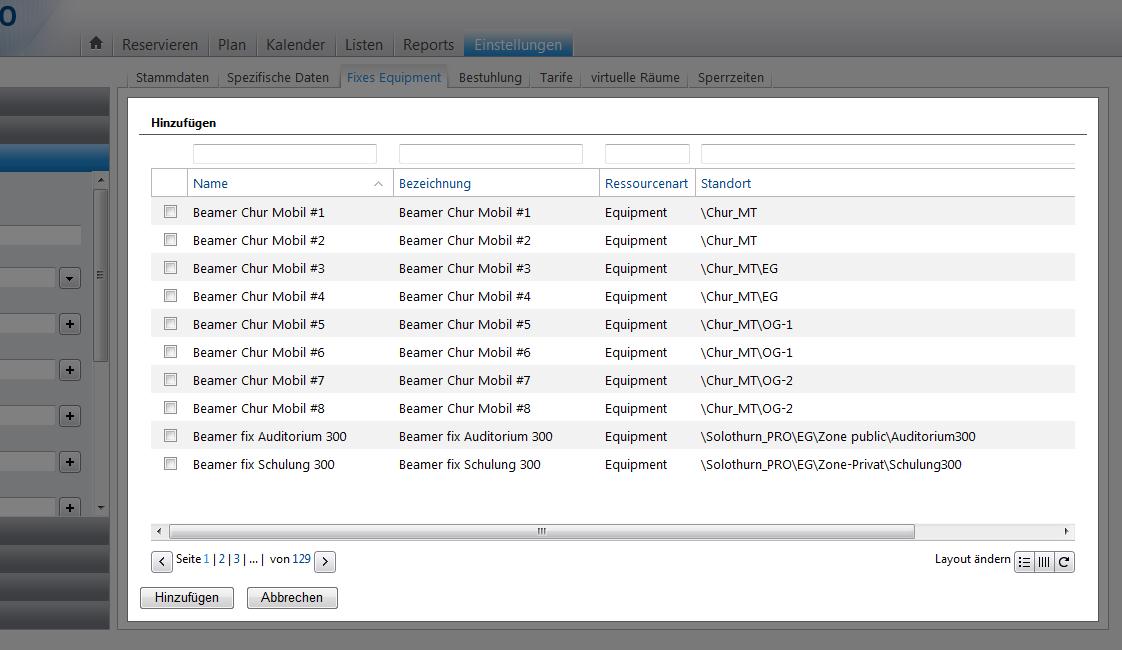 O
Reservieren Plan Kalender Listen Reports Einstellungen
Stammdaten Spezifische Daten Fixes Equipment Bestuhlung Tarife virtuelle Räume Sperrzeiten
Hinzufügen
Name Bezeichnung Ressourcenart Standort
Beamer Chur Mobil #1 Beamer Chur Mobil #1 Equipment \Chur_MT
Beamer Chur Mobil #2 Beamer Chur Mobil #2 Equipment \Chur_MT
Beamer Chur Mobil #3 Beamer Chur Mobil #3 Equipment \Chur_MT\EG
Beamer Chur Mobil #4 Beamer Chur Mobil #4 Equipment \Chur_MT\EG
Beamer Chur Mobil #5 Beamer Chur Mobil #5 Equipment \Chur_MT\OG-1
Beamer Chur Mobil #6 Beamer Chur Mobil #6 Equipment \Chur_MT\OG-1
Beamer Chur Mobil #7 Beamer Chur Mobil #7 Equipment \Chur_MT\OG-2
Beamer Chur Mobil #8 Beamer Chur Mobil #8 Equipment \Chur_MT\OG-2
Beamer fix Auditorium 300 Beamer fix Auditorium 300 Equipment \Solothurn_PRO\EG\Zone public\Auditorium300
Beamer fix Schulung 300 Beamer fix Schulung 300 Equipment \Solothurn_PRO\EG\Zone-Privat\Schulung300
Seite 1 | 2 | 3 | ... | von 129 Layout ändern
Hinzufügen Abbrechen